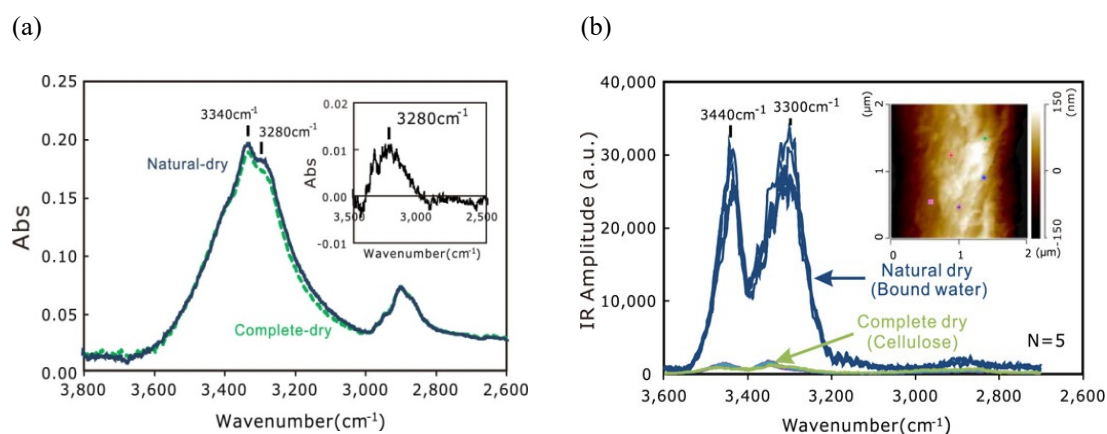 (a)
(b)
Abs
0.25
0.20
0.15
0.10
0.05
0.00
3340cm⁻¹
3280cm⁻¹
Natural-dry
Complete-dry
3,800 3,600 3,400 3,200 3,000 2,800 2,600
Wavenumber(cm⁻¹)
Abs
0.02
0.01
0.00
-0.01
3280cm⁻¹
3,500 3,000 2,500
Wavenumber(cm⁻¹)
IR Amplitude (a.u.)
40,000
30,000
20,000
10,000
0
3440cm⁻¹
3300cm⁻¹
Natural dry
(Bound water)
Complete dry
(Cellulose)
N=5
3,600 3,400 3,200 3,000 2,800 2,600
Wavenumber (cm⁻¹)
(μm)
2
1
0
0 1 2 (μm)
150
0
-150
(nm)